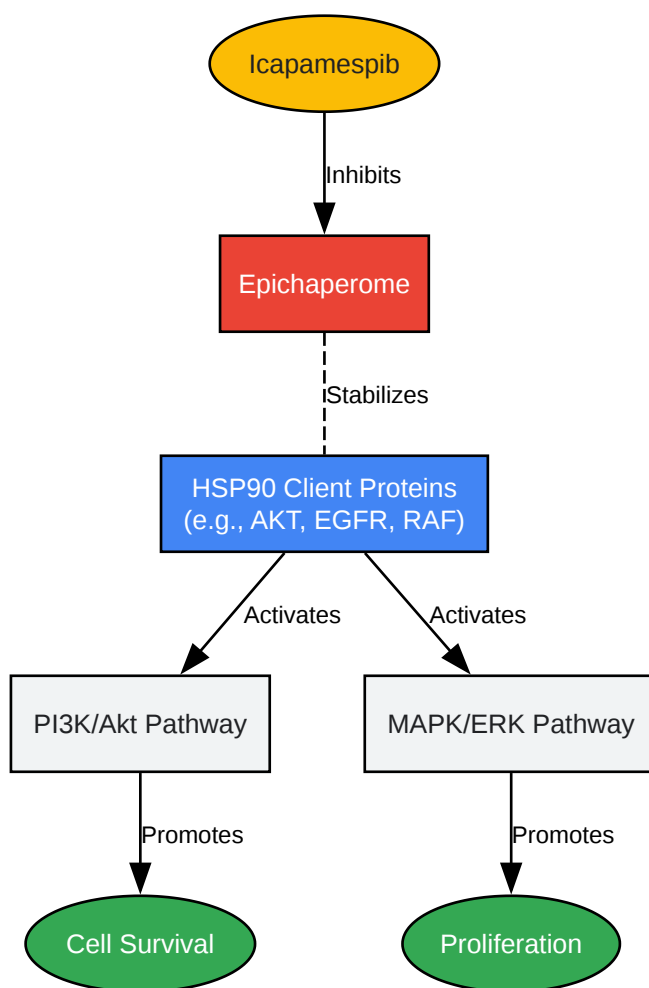 Icapamespib
Inhibits
Epichaperome
Stabilizes
HSP90 Client Proteins
(e.g., AKT, EGFR, RAF)
Activates
Activates
PI3K/Akt Pathway
MAPK/ERK Pathway
Promotes
Promotes
Cell Survival
Proliferation